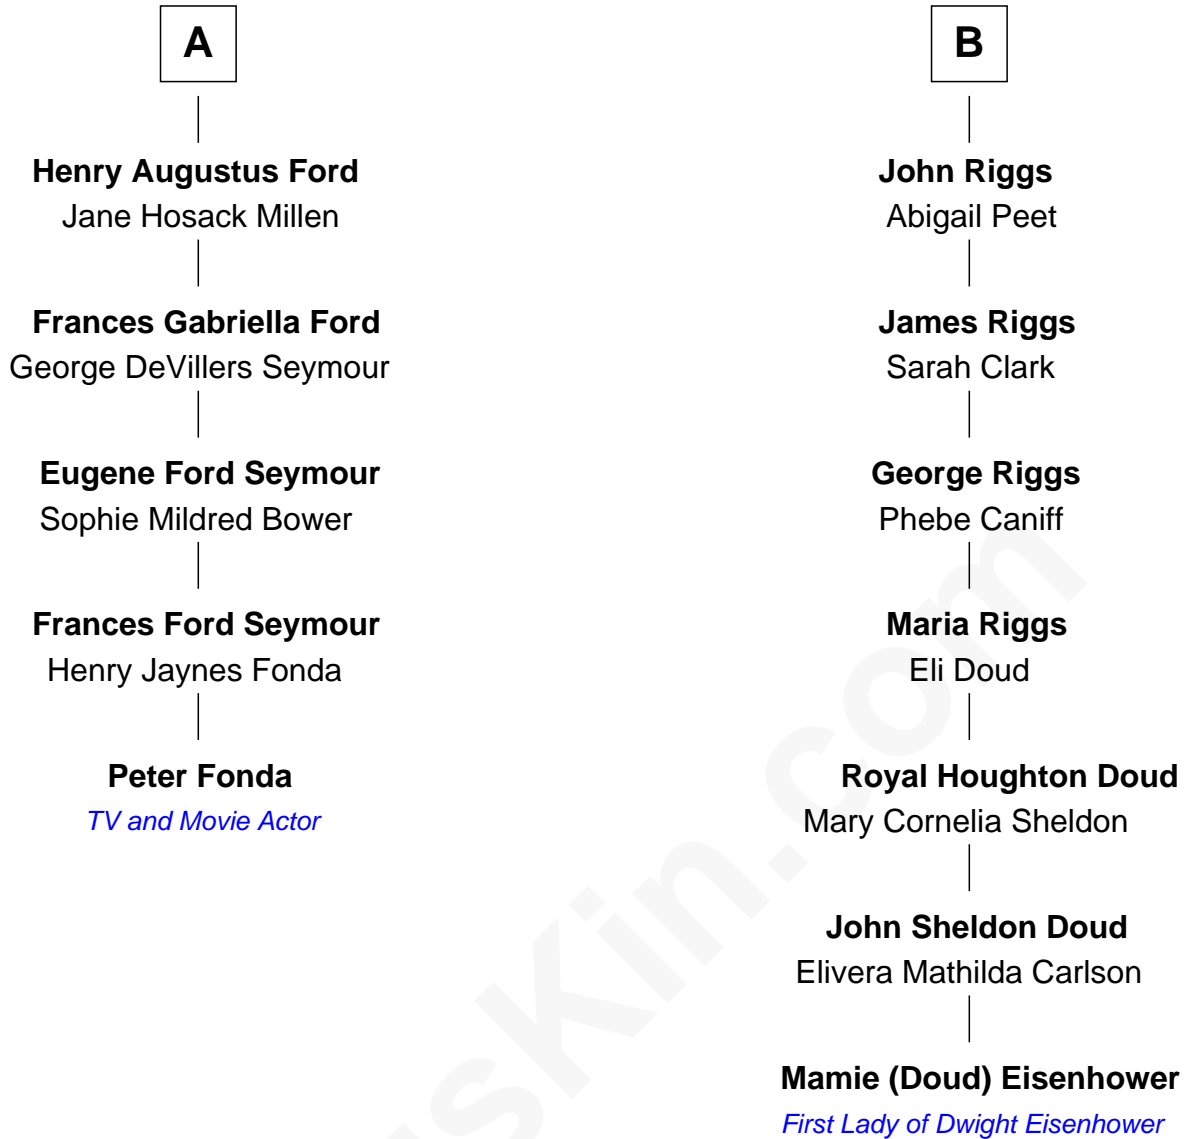 A
Henry Augustus Ford
Jane Hosack Millen
Frances Gabriella Ford
George DeVillers Seymour
Eugene Ford Seymour
Sophie Mildred Bower
Frances Ford Seymour
Henry Jaynes Fonda
Peter Fonda
TV and Movie Actor
B
John Riggs
Abigail Peet
James Riggs
Sarah Clark
George Riggs
Phebe Caniff
Maria Riggs
Eli Doud
Royal Houghton Doud
Mary Cornelia Sheldon
John Sheldon Doud
Elivera Mathilda Carlson
Mamie (Doud) Eisenhower
First Lady of Dwight Eisenhower
sKin.com